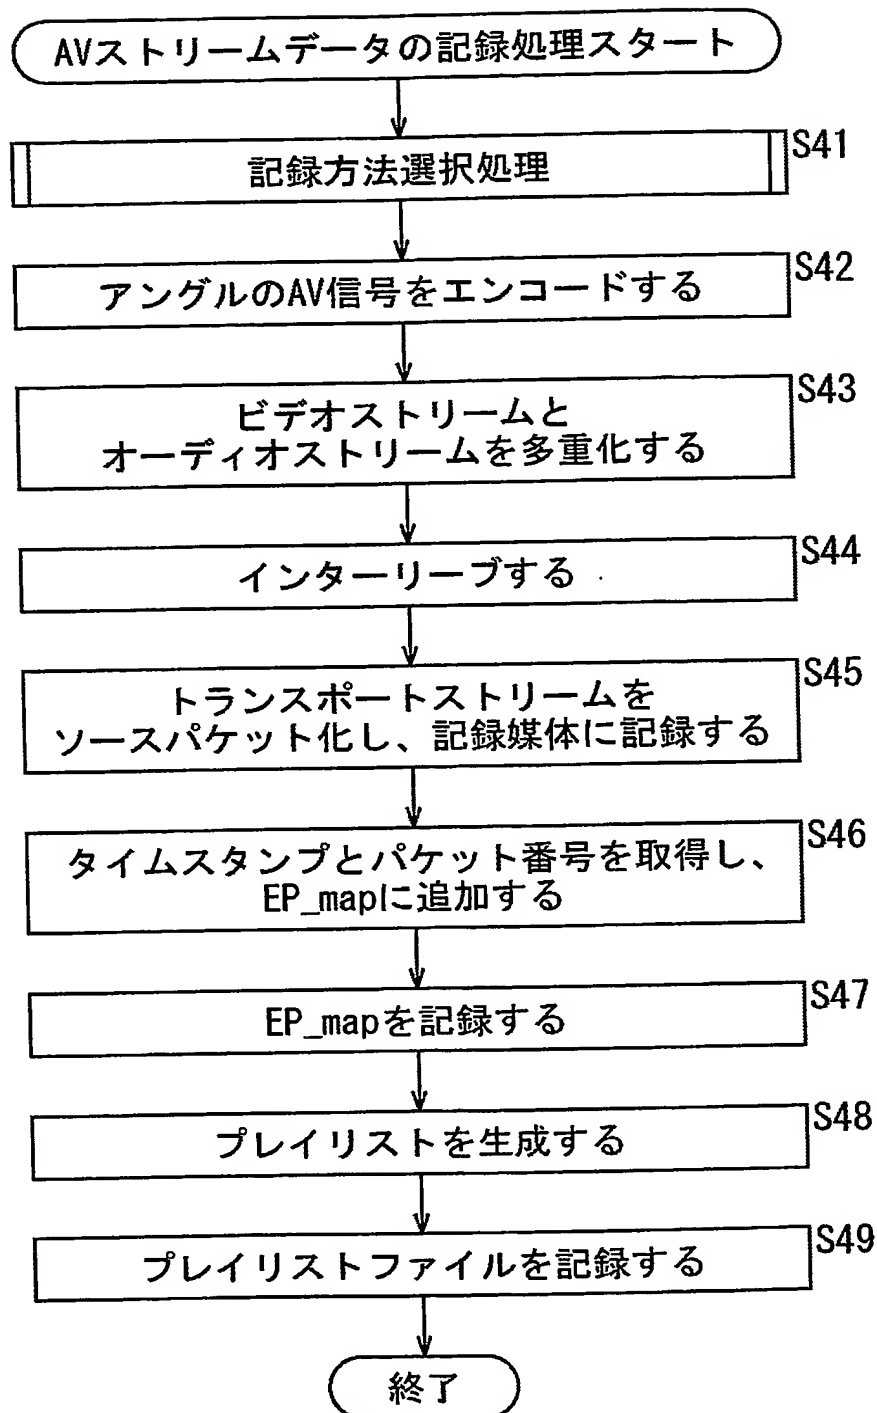 AVストリームデータの記録処理スタート
S41
記録方法選択処理
S42
アングルのAV信号をエンコードする
S43
ビデオストリームと
オーディオストリームを多重化する
S44
インターリーブする
S45
トランスポートストリームを
ソースパケット化し、記録媒体に記録する
S46
タイムスタンプとパケット番号を取得し、
EP_mapに追加する
S47
EP_mapを記録する
S48
プレイリストを生成する
S49
プレイリストファイルを記録する
終了